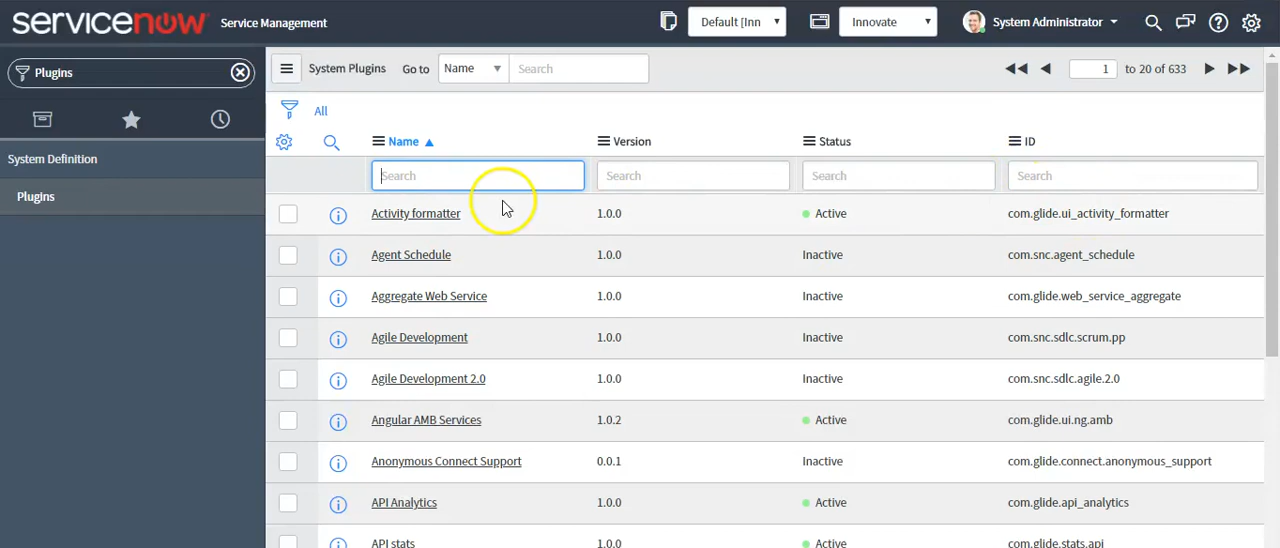 servicenow Service Management Default [Inn Innovate System Administrator
Plugins
System Definition
Plugins
System Plugins Go to Name Search 1 to 20 of 633
All
Name Version Status ID
Search Search Search Search
Activity formatter 1.0.0 Active com.glide.ui_activity_formatter
Agent Schedule 1.0.0 Inactive com.snc.agent_schedule
Aggregate Web Service 1.0.0 Inactive com.glide.web_service_aggregate
Agile Development 1.0.0 Inactive com.snc.sdlc.scrum.pp
Agile Development 2.0 1.0.0 Inactive com.snc.sdlc.agile.2.0
Angular AMB Services 1.0.2 Active com.glide.ui.ng.amb
Anonymous Connect Support 0.0.1 Inactive com.glide.connect.anonymous_support
API Analytics 1.0.0 Active com.glide.api_analytics
API stats 1.0.0 Active com.glide.stats.api